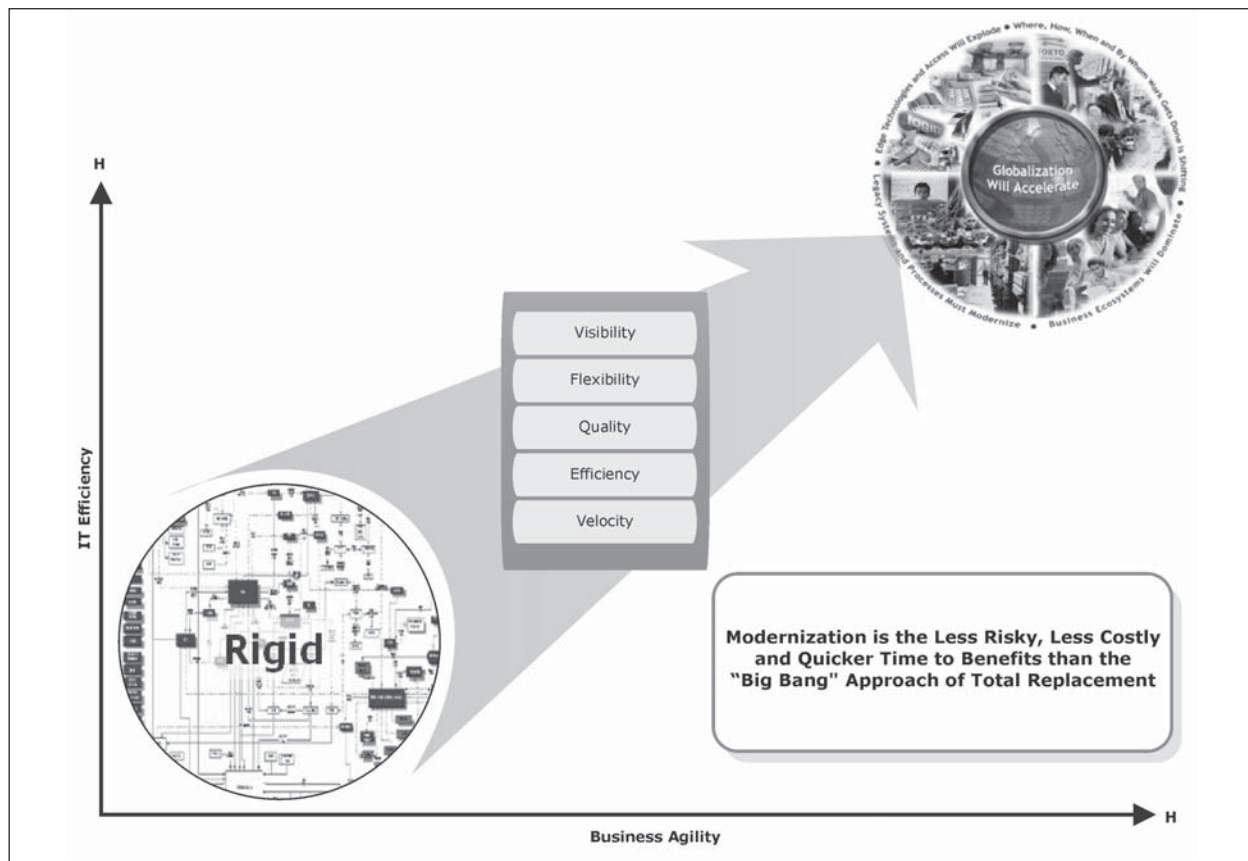 Edge Technologies and Access Will Explode • Where, How, When and By Whom Work Gets Done Is Shifting • Business Ecosystems Will Dominate • Legacy Systems and Processes Must Modernize •
TOKYO
Globalization
Will Accelerate
H
Visibility
Flexibility
Quality
Efficiency
Velocity
IT Efficiency
Rigid
Modernization is the Less Risky, Less Costly
and Quicker Time to Benefits than the
“Big Bang" Approach of Total Replacement
H
Business Agility